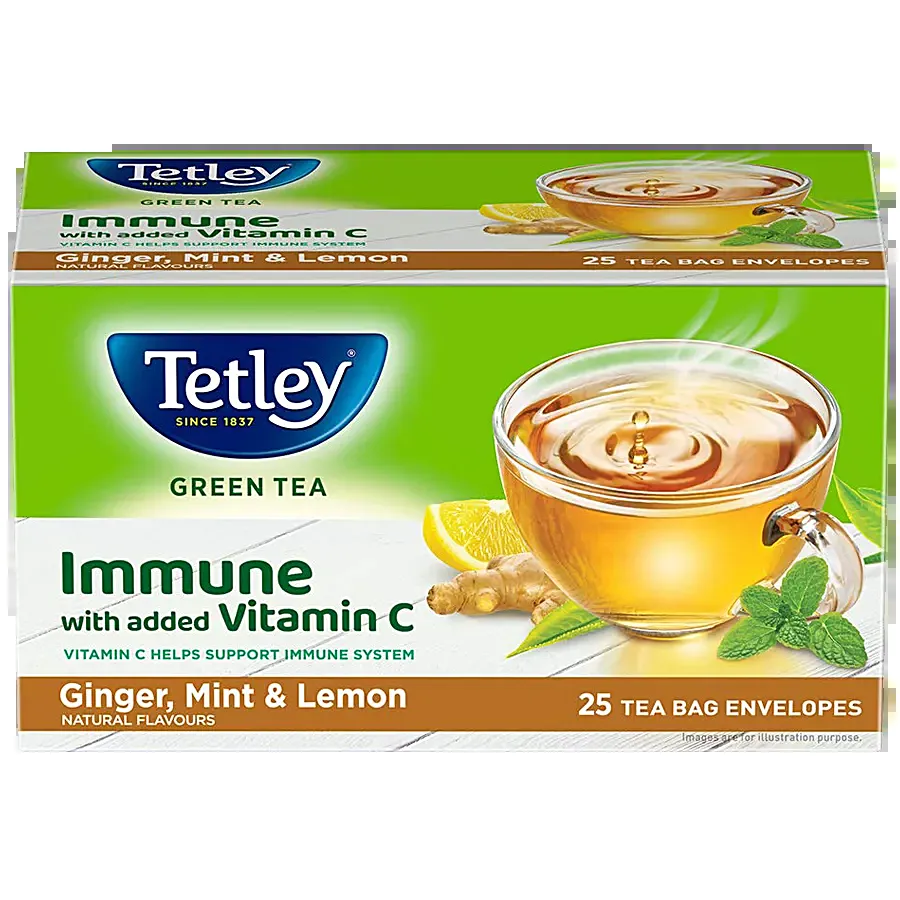 Tetley
SINCE 1837
GREEN TEA
Immune
with added Vitamin C
VITAMIN C HELPS SUPPORT IMMUNE SYSTEM
Ginger, Mint & Lemon
NATURAL FLAVOURS
25 TEA BAG ENVELOPES
Tetley®
SINCE 1837
GREEN TEA
Immune
with added Vitamin C
VITAMIN C HELPS SUPPORT IMMUNE SYSTEM
Ginger, Mint & Lemon
NATURAL FLAVOURS
25 TEA BAG ENVELOPES
Images are for illustration purpose.